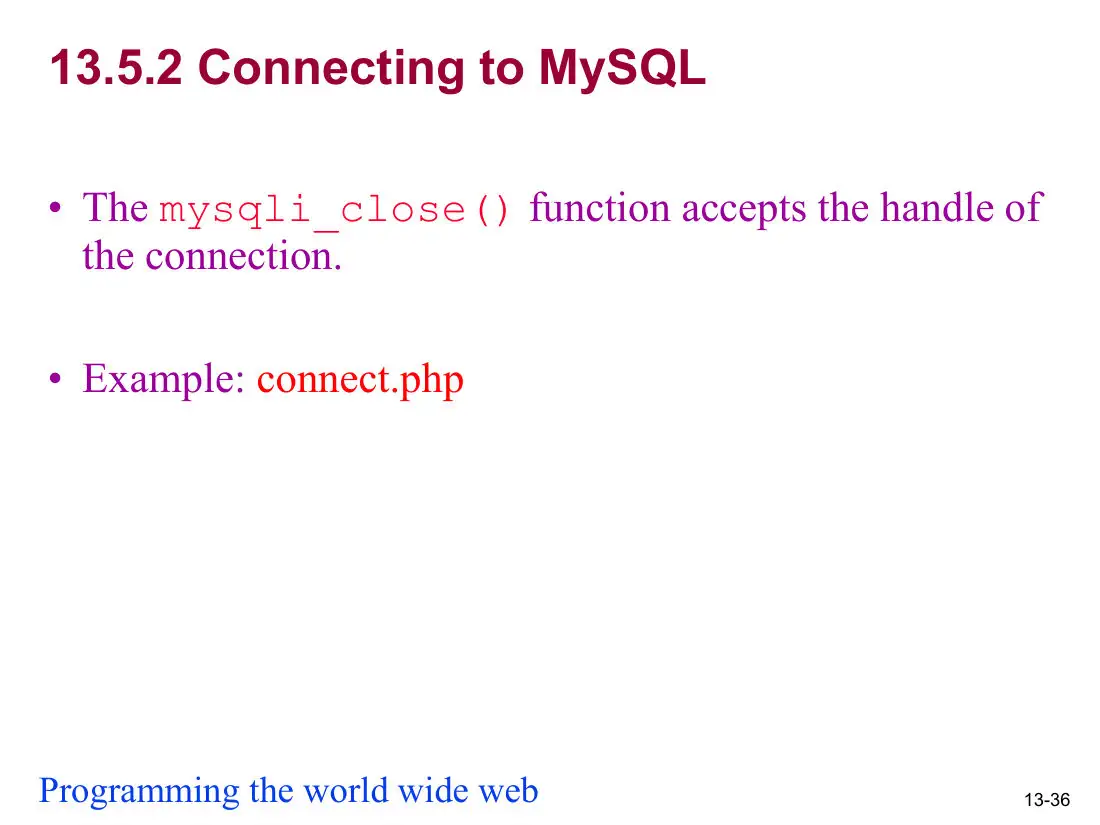 13.5.2 Connecting to MySQL
• The mysqli_close() function accepts the handle of
the connection.
• Example: connect.php
Programming the world wide web
13-36